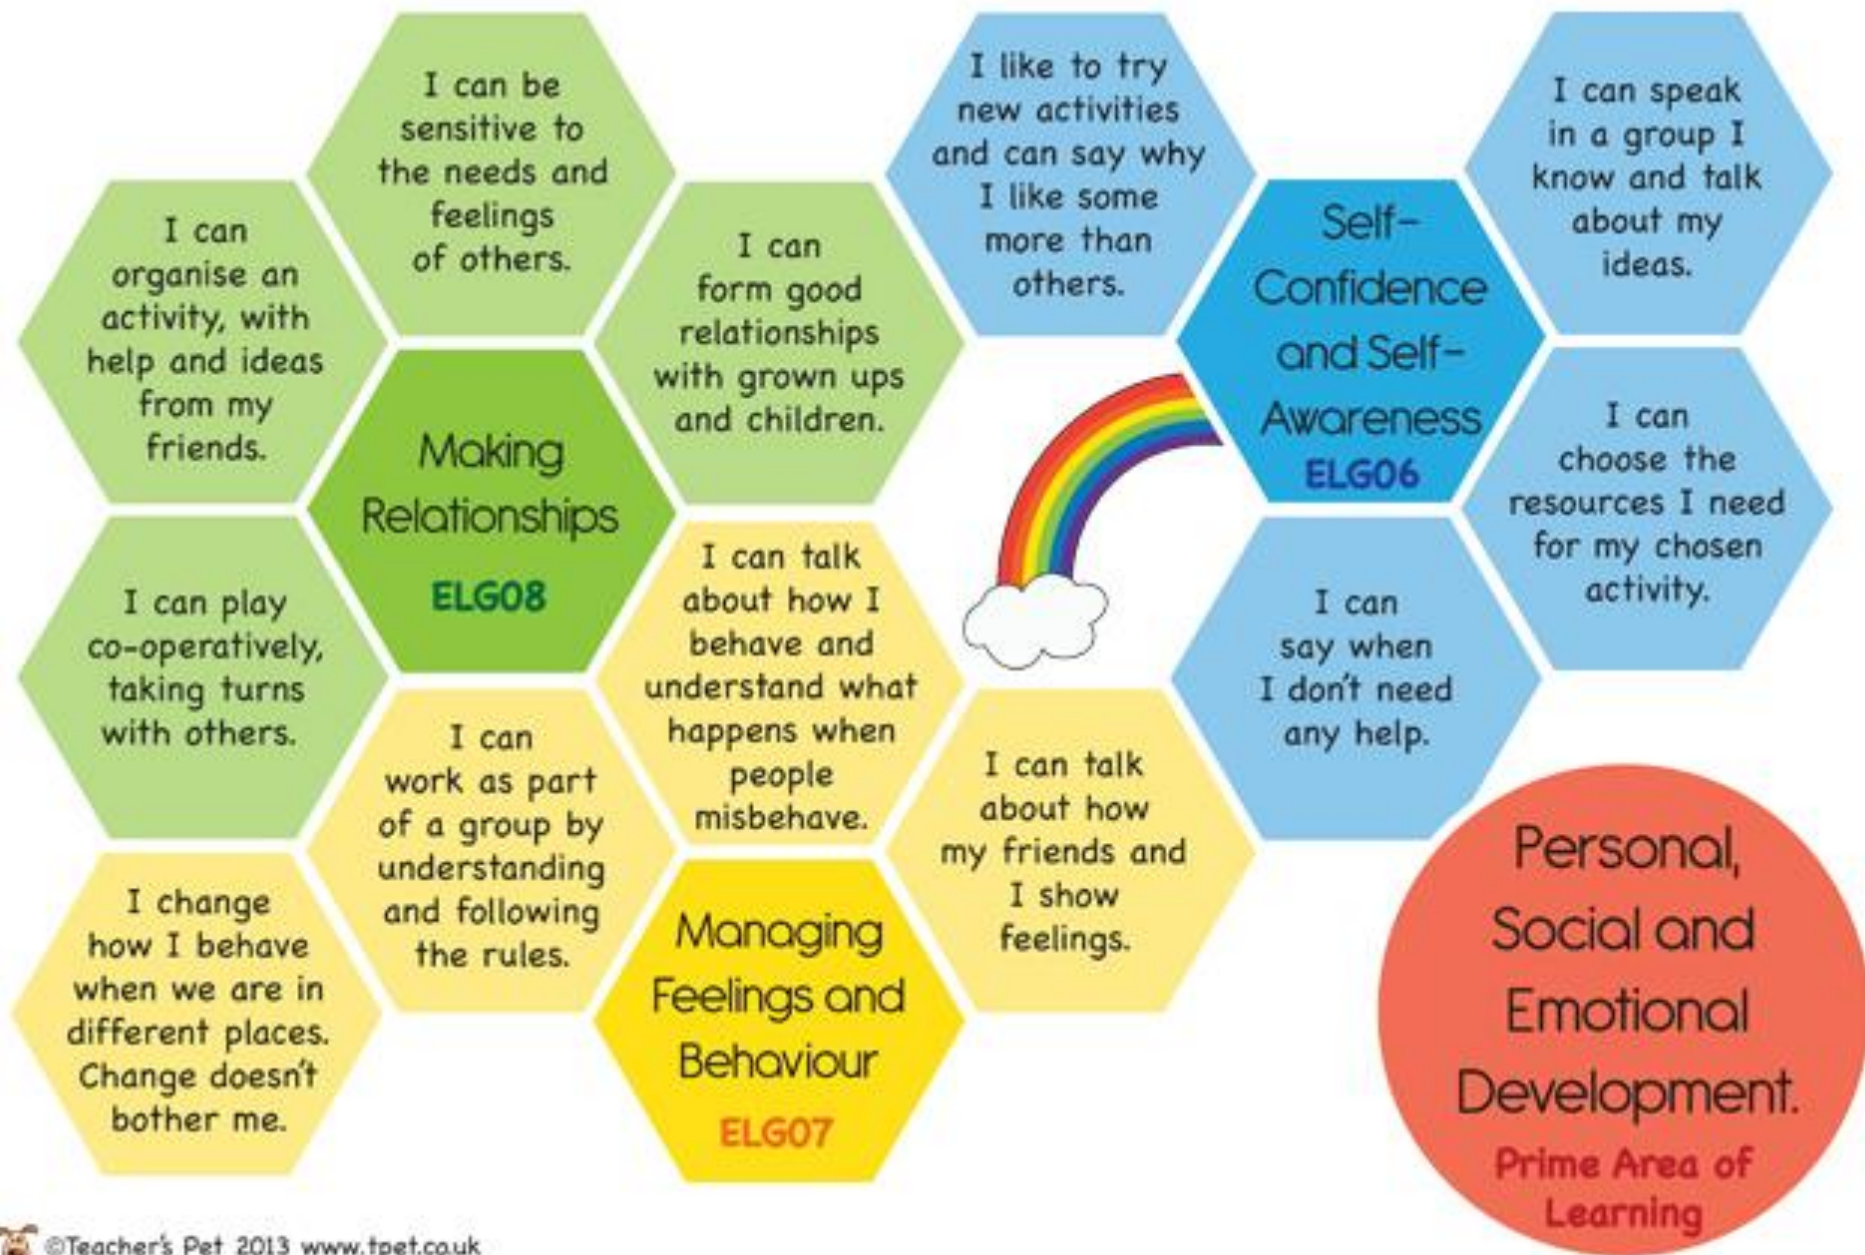 I can be
sensitive to
the needs and
feelings
of others.
I can
organise an
activity, with
help and ideas
from my
friends.
I can
form good
relationships
with grown ups
and children.
Making
Relationships
ELG08
I can play
co-operatively,
taking turns
with others.
I like to try
new activities
and can say why
I like some
more than
others.
I can speak
in a group I
know and talk
about my
ideas.
Self-
Confidence
and Self-
Awareness
ELG06
I can
choose the
resources I need
for my chosen
activity.
I can
say when
I don't need
any help.
I can talk
about how I
behave and
understand what
happens when
people
misbehave.
I can
work as part
of a group by
understanding
and following
the rules.
I can talk
about how
my friends and
I show
feelings.
I change
how I behave
when we are in
different places.
Change doesn't
bother me.
Managing
Feelings and
Behaviour
ELG07
Personal,
Social and
Emotional
Development.
Prime Area of
Learning
©Teacher's Pet 2013 www.tpet.co.uk